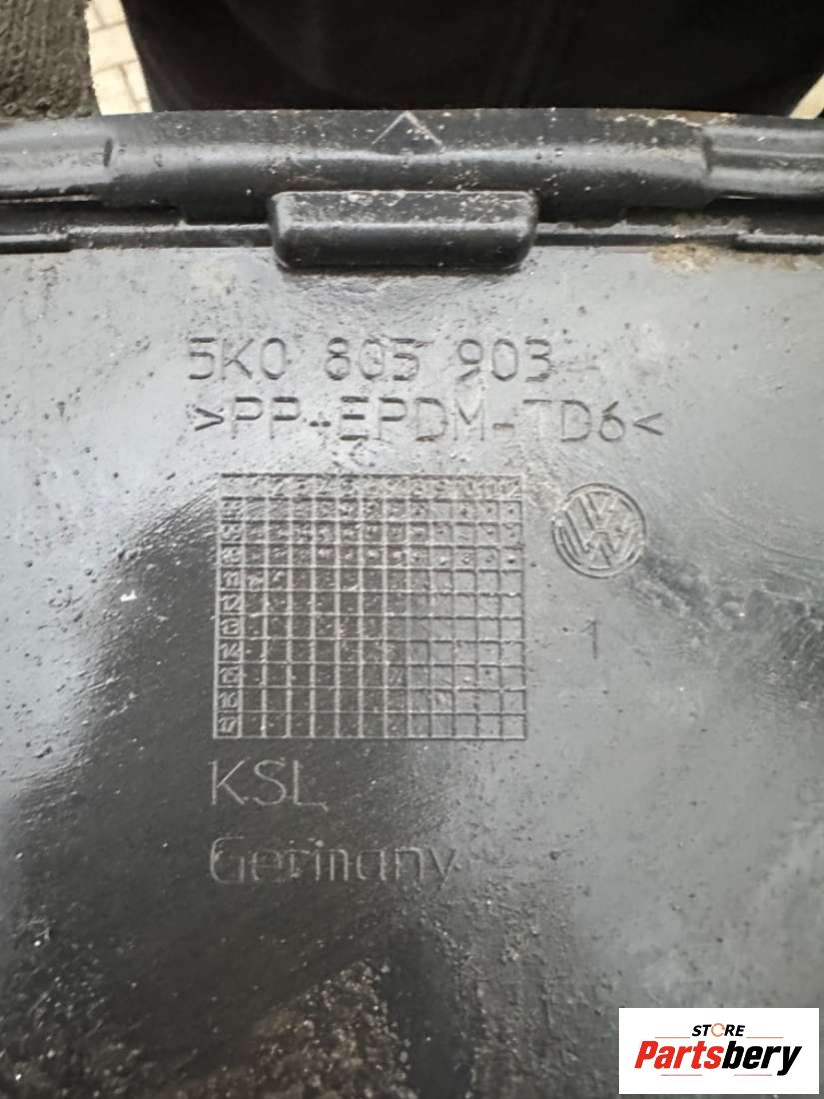 5K0 805 903
>PP-EPDM-TD6<
1
KSL
Germany
STORE
Partsbery